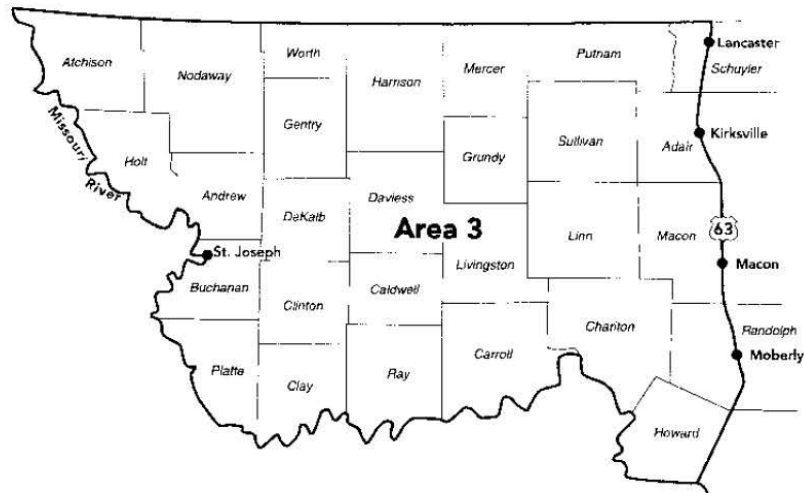 Lancaster
Worth
Putnam
Mercer
Atchison
Schuyler
Nodaway
Harrison
Missouri
River
Gentry
Kirksville
Sullivan
Adair
Holt
Grundy
Andrew
Daviess
DeKalb
Area 3
63
Linn
Macon
St. Joseph
Macon
Livingston
Buchanan
Caldwell
Clinton
Chariton
Randolph
Carroll
Moberly
Platte
Ray
Clay
Howard